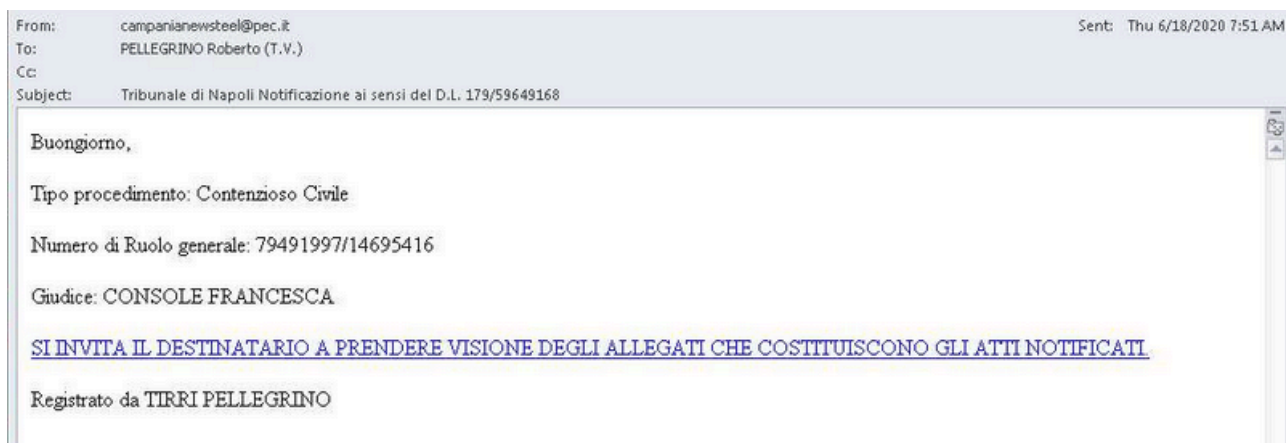 From: campanianewsteel@pec.it Sent: Thu 6/18/2020 7:51 AM
To: PELLEGRINO Roberto (T.V.)
Cc:
Subject: Tribunale di Napoli Notificazione ai sensi del D.L. 179/59649168
Buongiorno,
Tipo procedimento: Contenzioso Civile
Numero di Ruolo generale: 79491997/14695416
Giudice: CONSOLE FRANCESCA
SI INVITA IL DESTINATARIO A PRENDERE VISIONE DEGLI ALLEGATI CHE COSTITUISCONO GLI ATTI NOTIFICATI.
Registrato da TIRRI PELLEGRINO